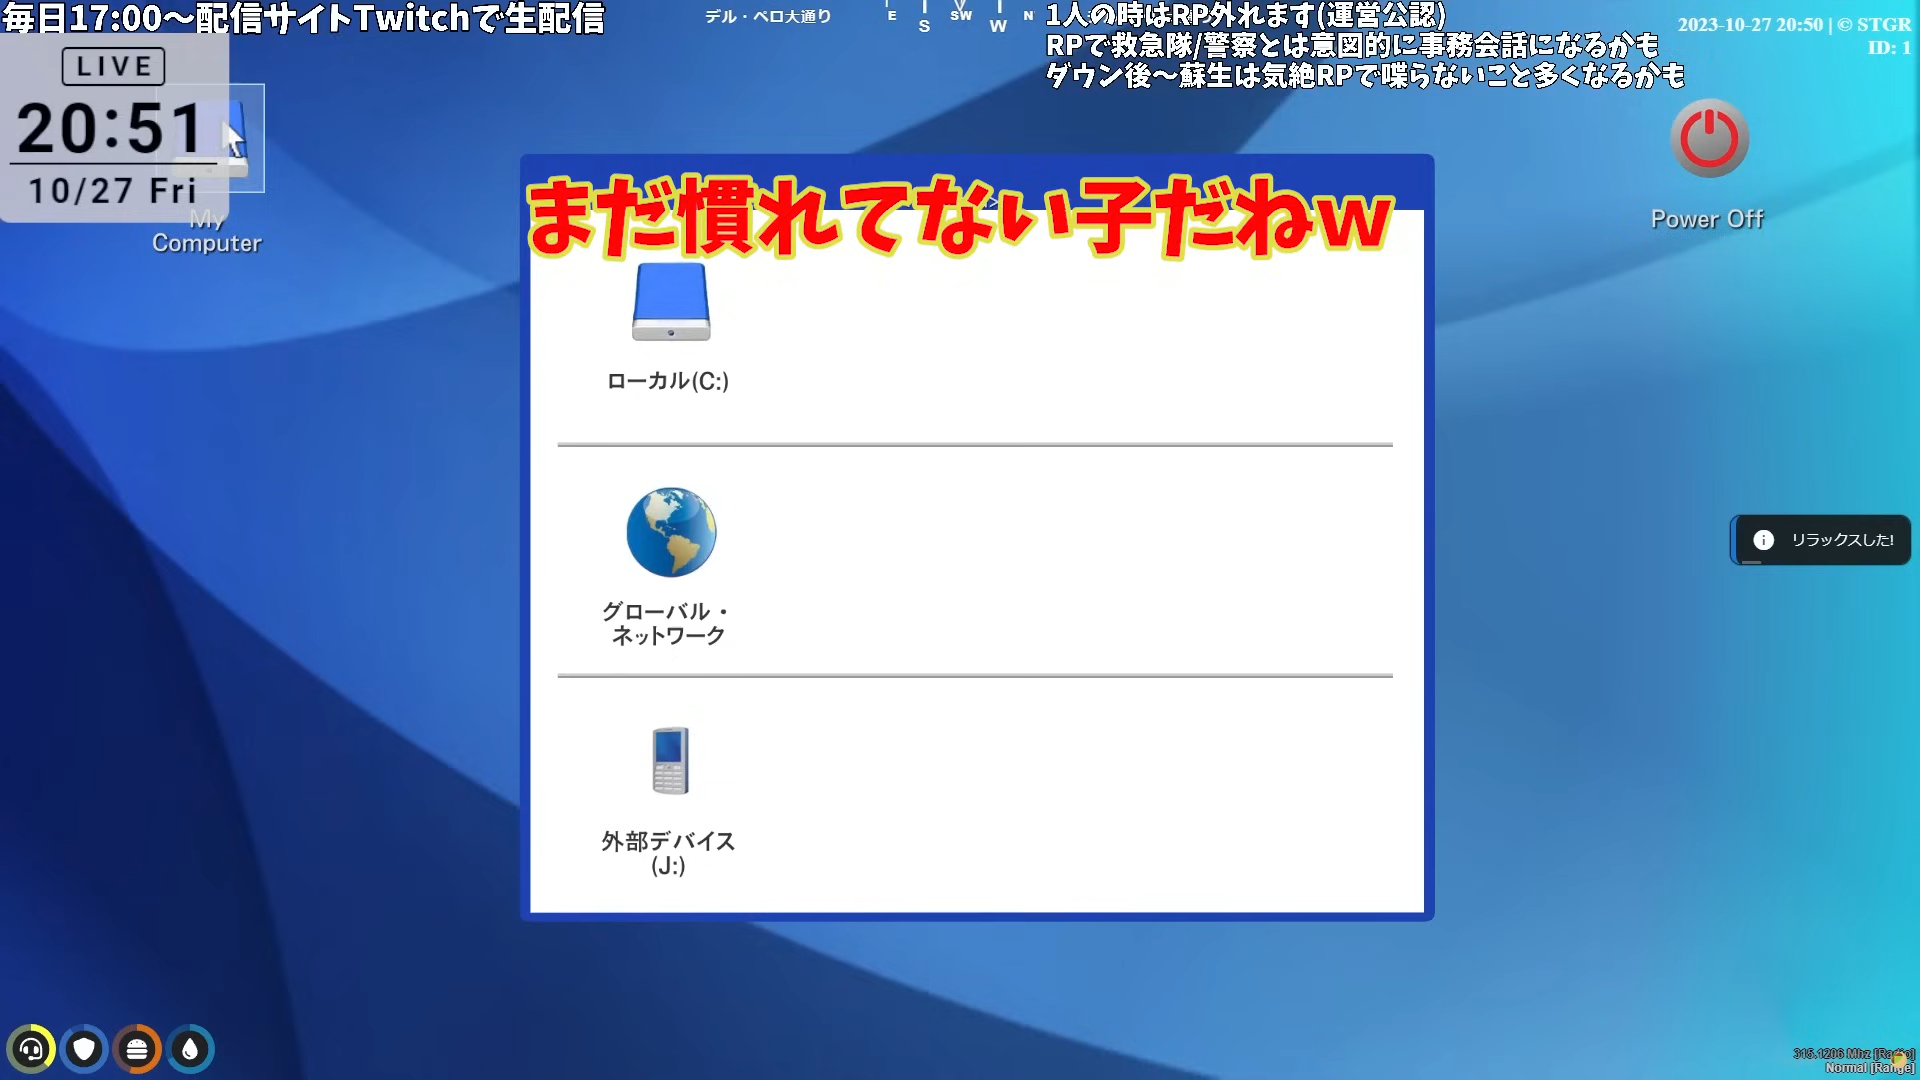 毎日17:00～配信サイトTwitchで生配信
LIVE
20:51
10/27 Fri
My
Computer
デル・ペロ大通り
E
S
SW
W
N
1人の時はRP外れます(運営公認)
RPで救急隊/警察とは意図的に事務会話になるかも
ダウン後～蘇生は気絶RPで喋らないこと多くなるかも
2023-10-27 20:50 | © STGR
ID: 1
Power Off
まだ慣れてない子だねw
ローカル(C:)
グローバル・
ネットワーク
外部デバイス
(J:)
リラックスした!
315.1206 Mhz [Radio]
Normal [Range]